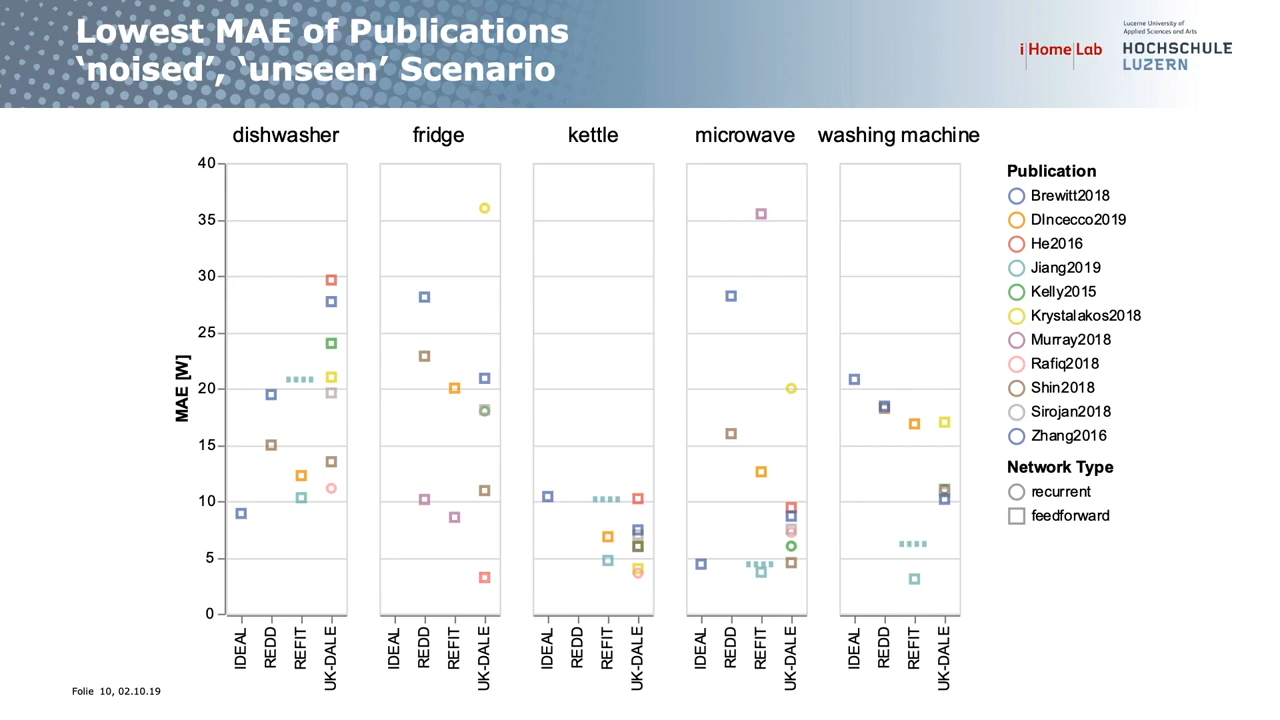 Lowest MAE of Publications
‘noised’, ‘unseen’ Scenario
i Home Lab
Lucerne University of
Applied Sciences and Arts
HOCHSCHULE
LUZERN
dishwasher
fridge
kettle
microwave
washing machine
MAE [W]
40
35
30
25
20
15
10
5
0
IDEAL
REDD
REFIT
UK-DALE
IDEAL
REDD
REFIT
UK-DALE
IDEAL
REDD
REFIT
UK-DALE
IDEAL
REDD
REFIT
UK-DALE
IDEAL
REDD
REFIT
UK-DALE
Publication
Brewitt2018
DIncecco2019
He2016
Jiang2019
Kelly2015
Krystalakos2018
Murray2018
Rafiq2018
Shin2018
Sirojan2018
Zhang2016
Network Type
recurrent
feedforward
Folie 10, 02.10.19